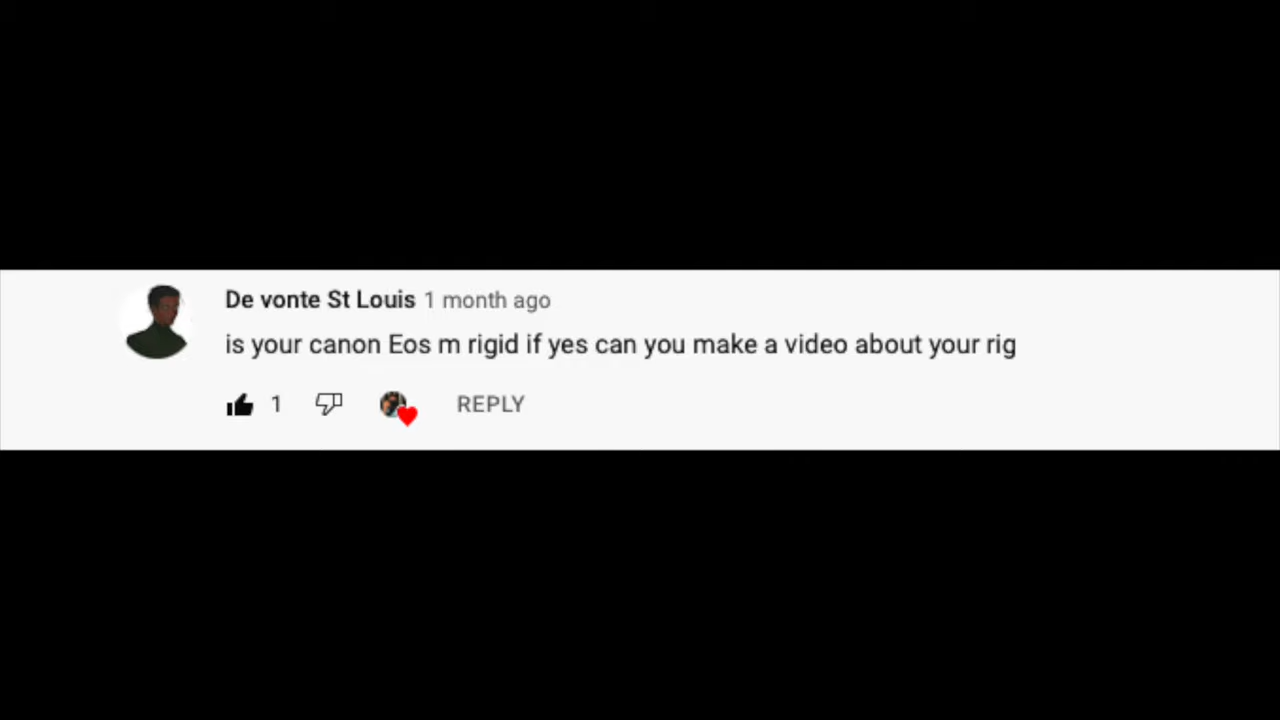 De vonte St Louis 1 month ago
is your canon Eos m rigid if yes can you make a video about your rig
1 REPLY